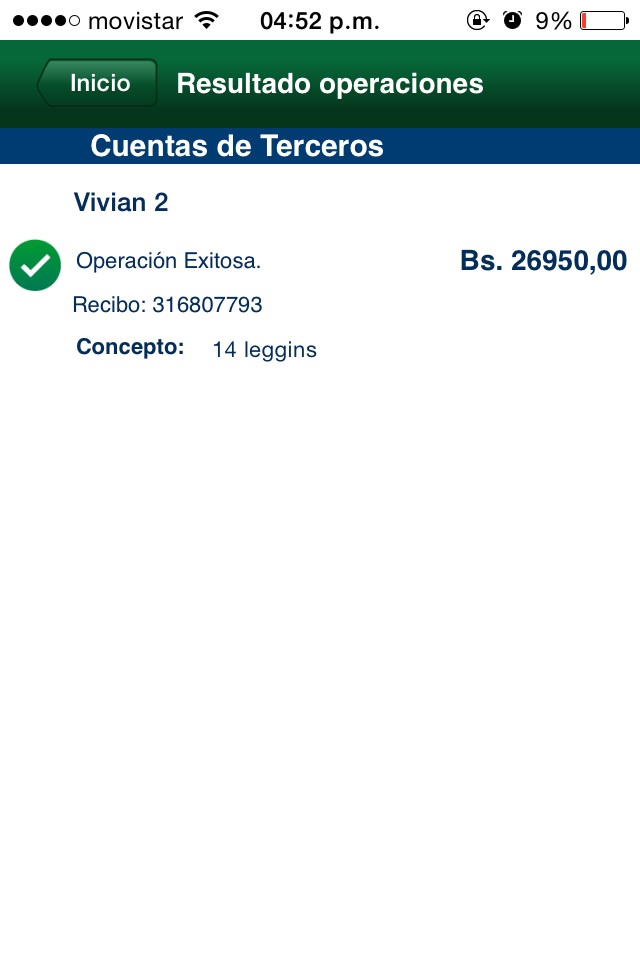 movistar 04:52 p.m. 9%
Inicio Resultado operaciones
Cuentas de Terceros
Vivian 2
Operación Exitosa. Bs. 26950,00
Recibo: 316807793
Concepto: 14 leggins